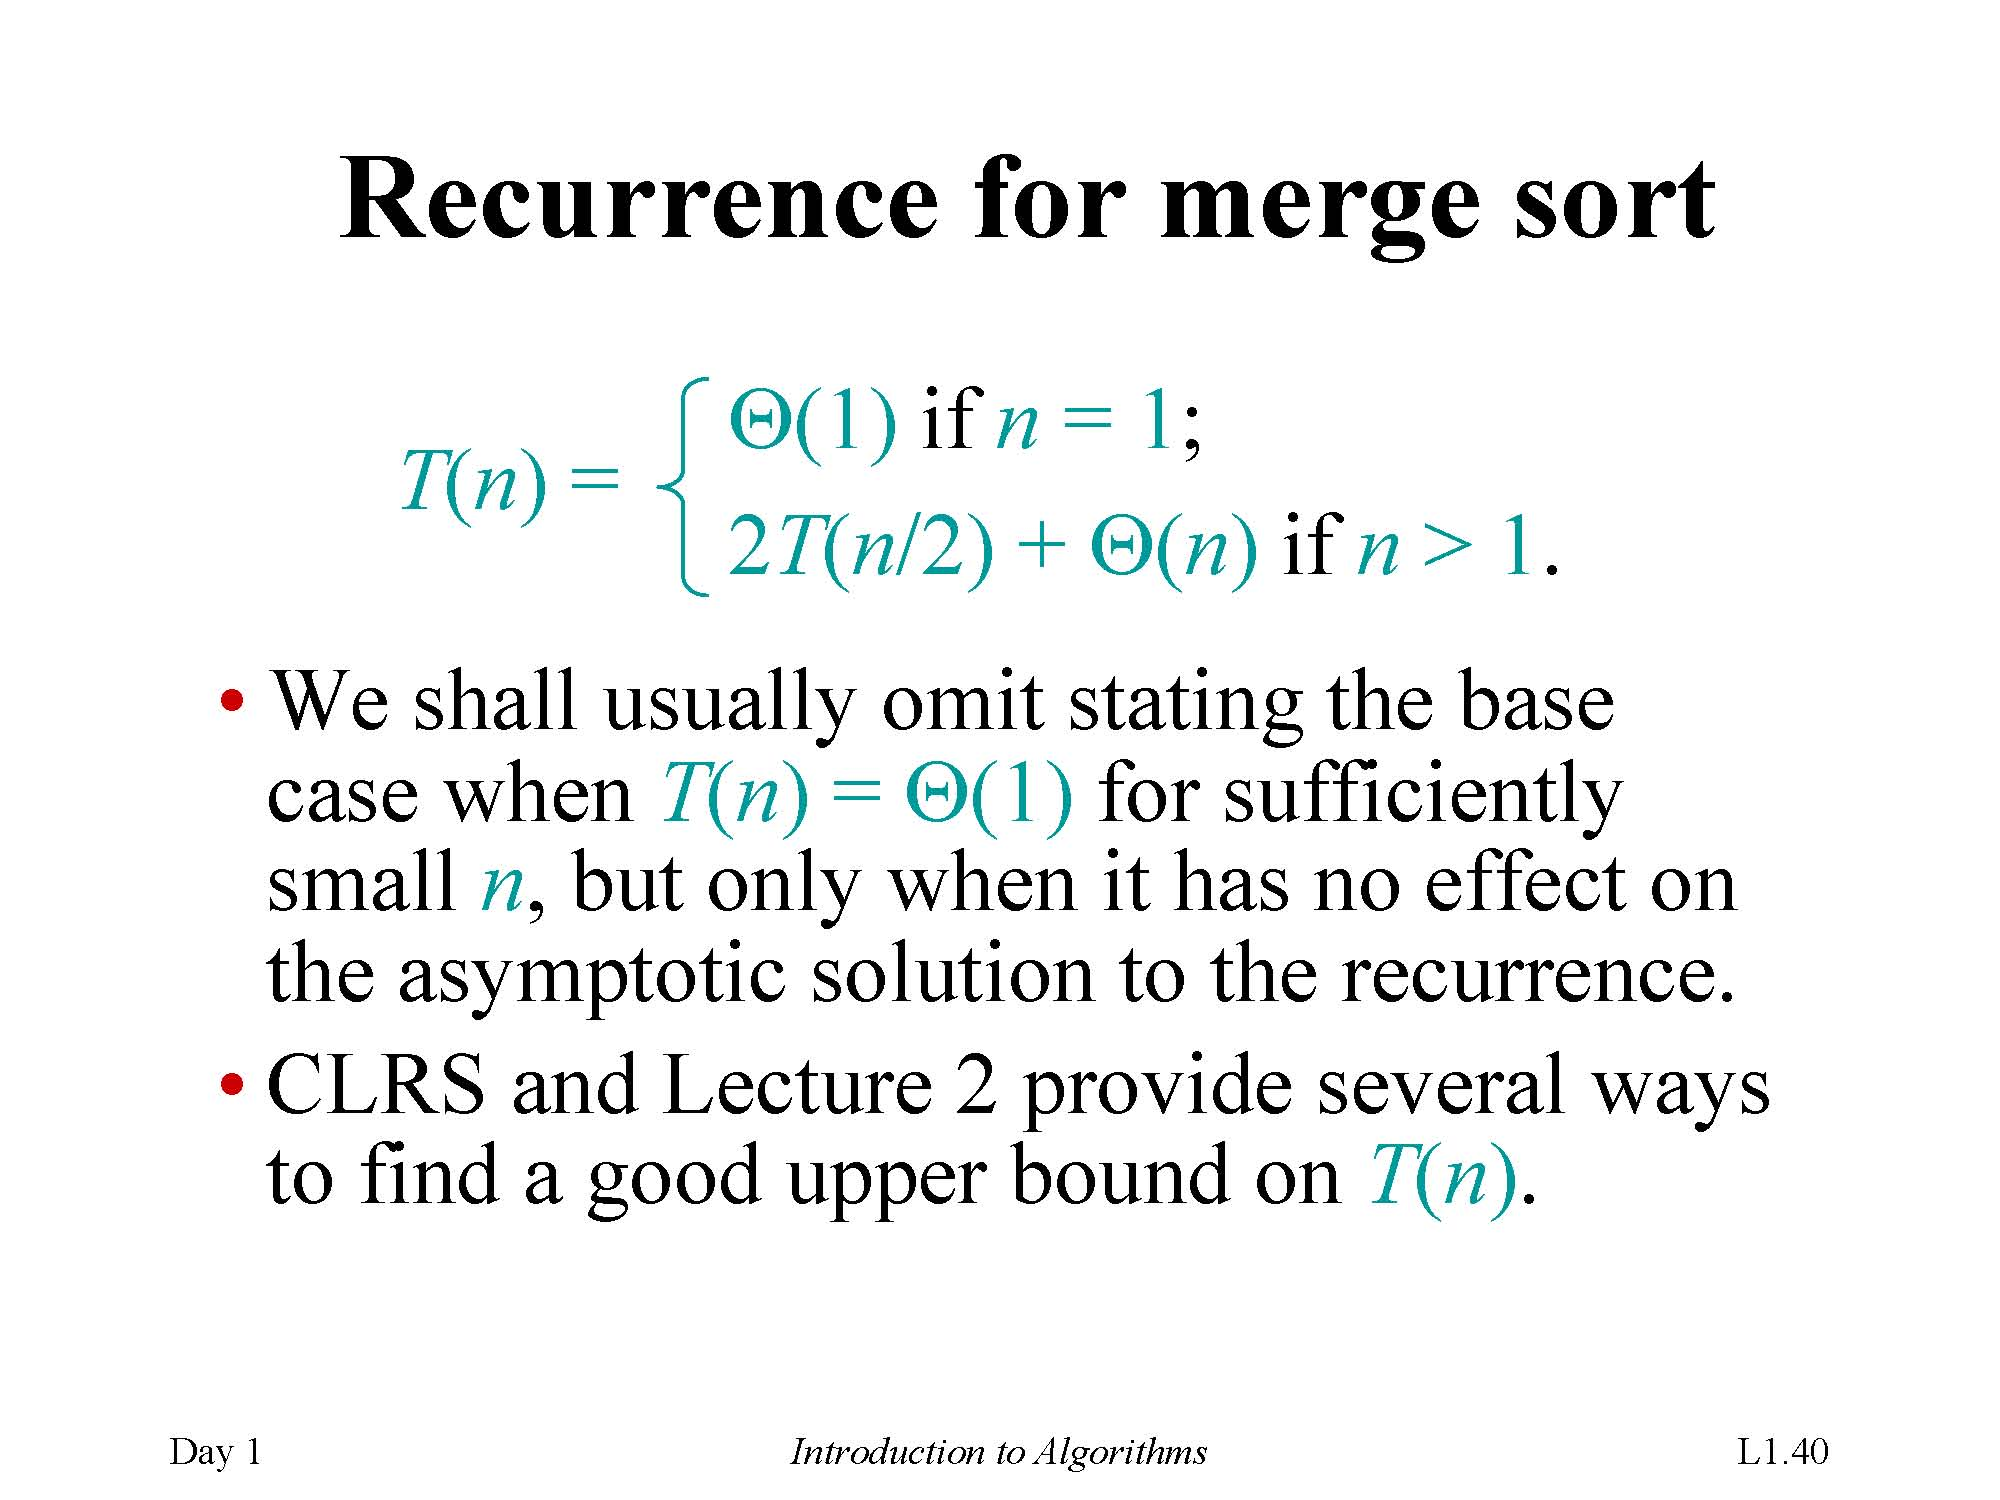 Recurrence for merge sort
Θ(1) if n = 1;
T(n) =
2T(n/2) + Θ(n) if n > 1.
• We shall usually omit stating the base
case when T(n) = Θ(1) for sufficiently
small n, but only when it has no effect on
the asymptotic solution to the recurrence.
• CLRS and Lecture 2 provide several ways
to find a good upper bound on T(n).
Day 1 Introduction to Algorithms L1.40